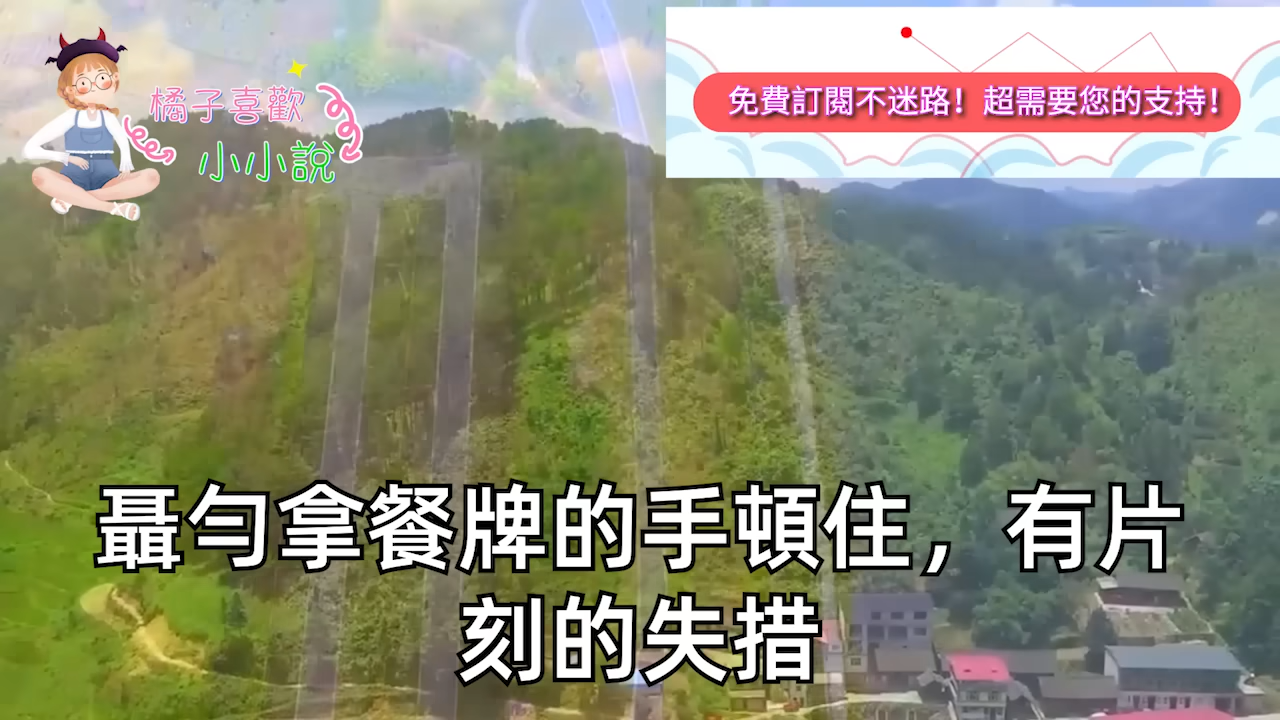 橘子喜歡
小小說
免費訂閱不迷路！超需要您的支持！
聶勻拿餐牌的手頓住，有片
刻的失措